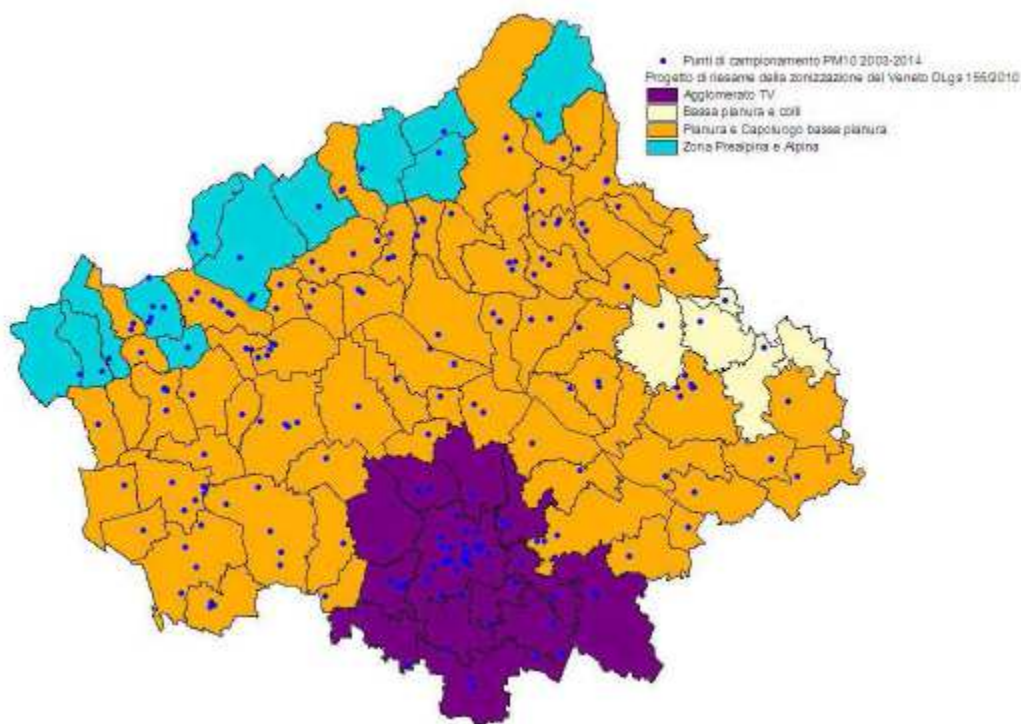 Punti di campionamento PM10 2003-2014
Progetto di riesame della zonizzazione del Veneto DLgs 155/2010
Agglomerato TV
Bassa pianura e colli
Pianura e Capoluogo bassa pianura
Zona Prealpina e Alpina